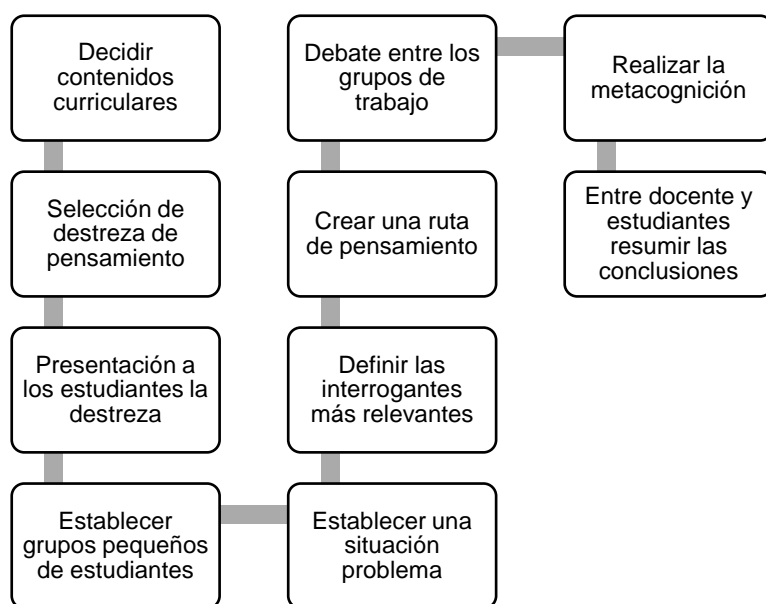 Decidir
contenidos
curriculares
Selección de
destreza de
pensamiento
Presentación a
los estudiantes la
destreza
Establecer
grupos pequeños
de estudiantes
Establecer una
situación
problema
Definir las
interrogantes
más relevantes
Crear una ruta
de pensamiento
Debate entre los
grupos de
trabajo
Realizar la
metacognición
Entre docente y
estudiantes
resumir las
conclusiones